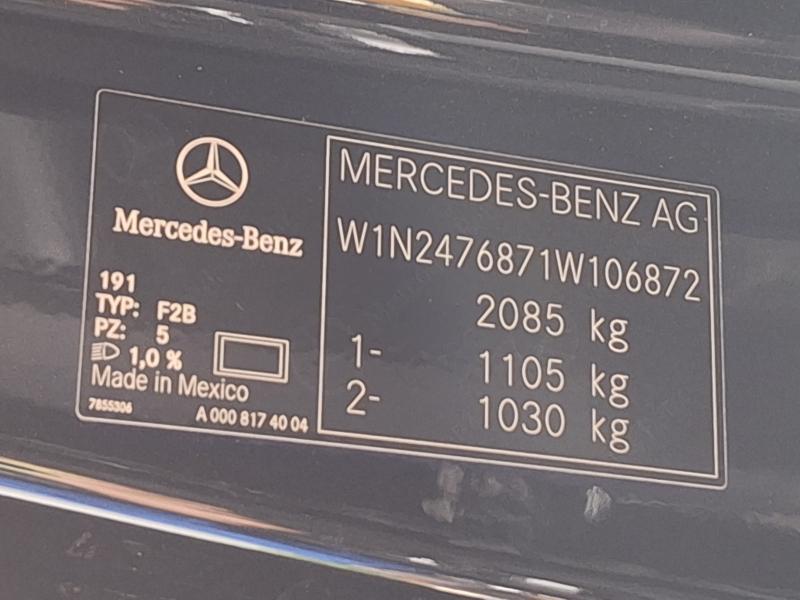 Mercedes-Benz
191
TYP: F2B
PZ: 5
1,0 %
Made in Mexico
7855306
A 000 817 40 04
MERCEDES-BENZ AG
W1N2476871W106872
2085 kg
1- 1105 kg
2- 1030 kg